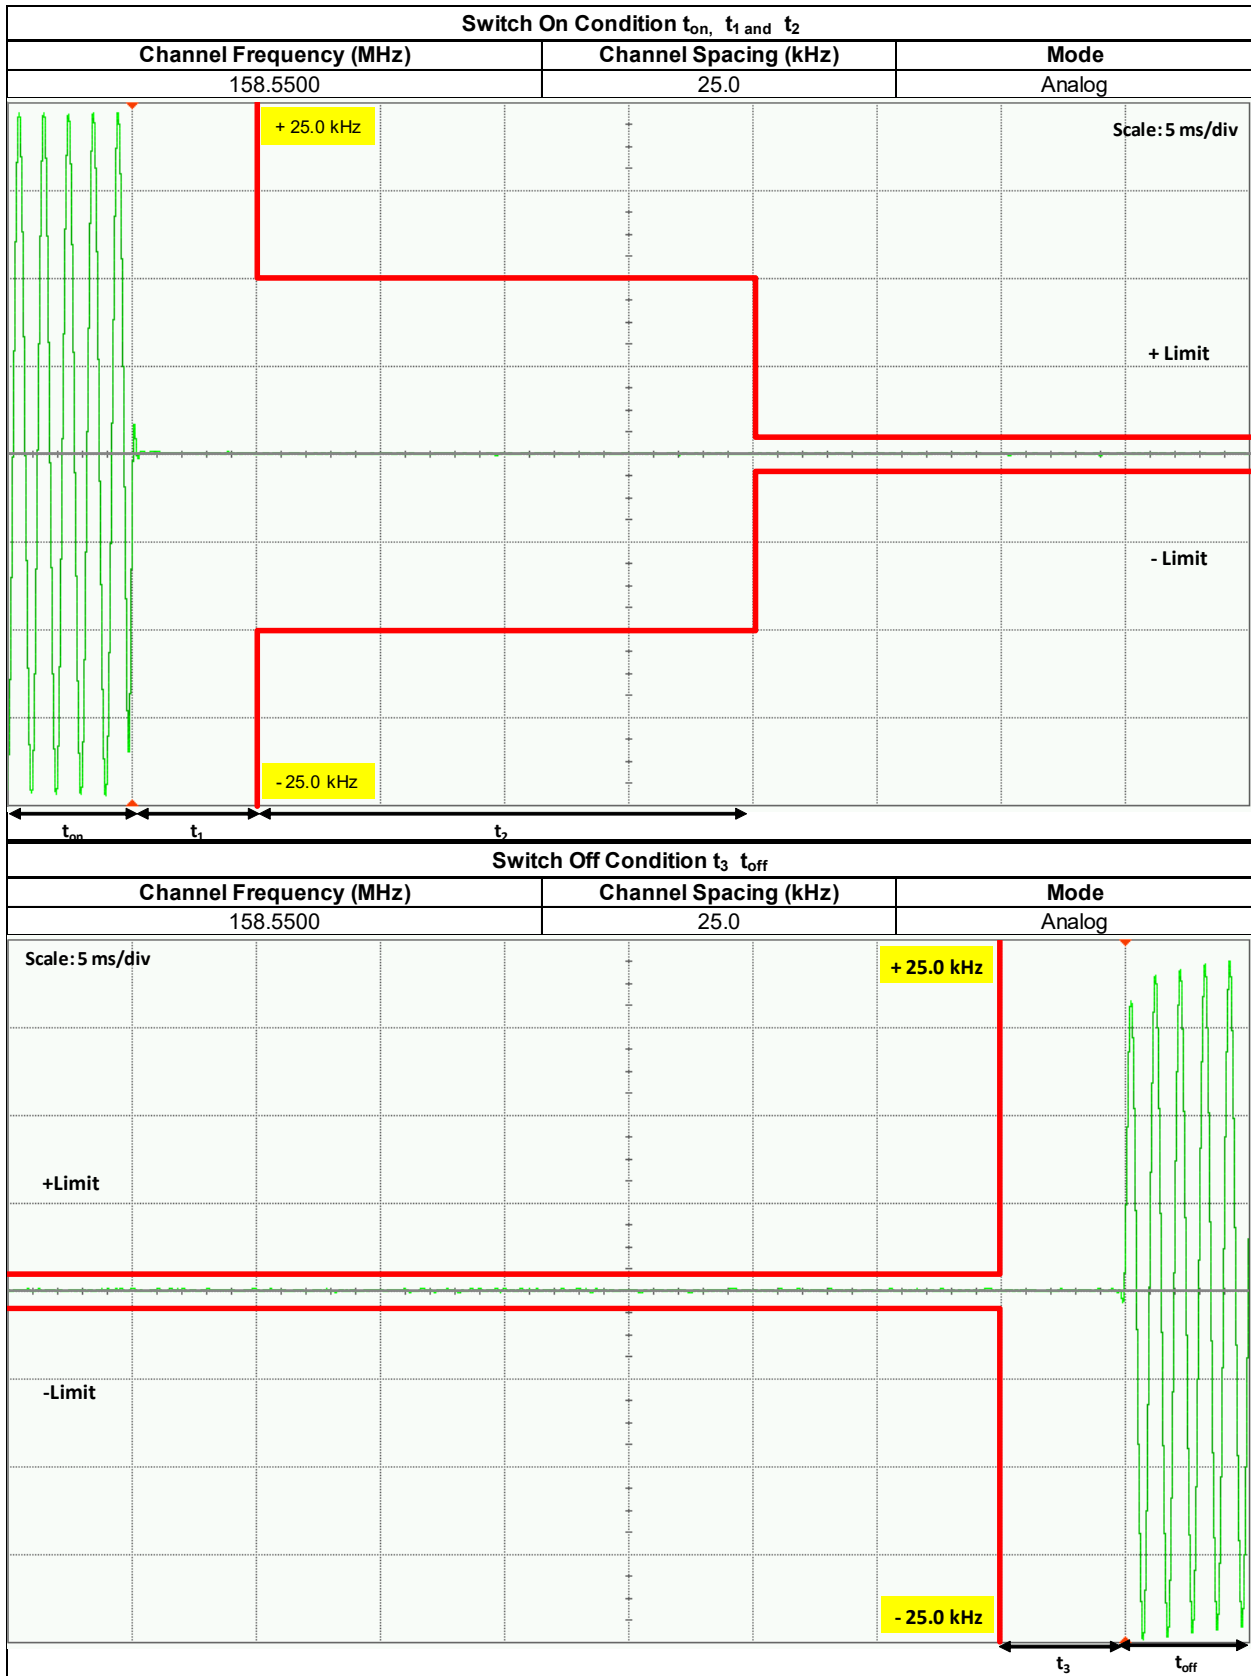 Switch On Condition ton, t1 and t2
Channel Frequency (MHz) Channel Spacing (kHz) Mode
158.5500 25.0 Analog
+ 25.0 kHz
Scale: 5 ms/div
+ Limit
- Limit
- 25.0 kHz
ton t1 t2
Switch Off Condition t3 toff
Channel Frequency (MHz) Channel Spacing (kHz) Mode
158.5500 25.0 Analog
Scale: 5 ms/div
+ 25.0 kHz
+Limit
-Limit
- 25.0 kHz
t3 toff